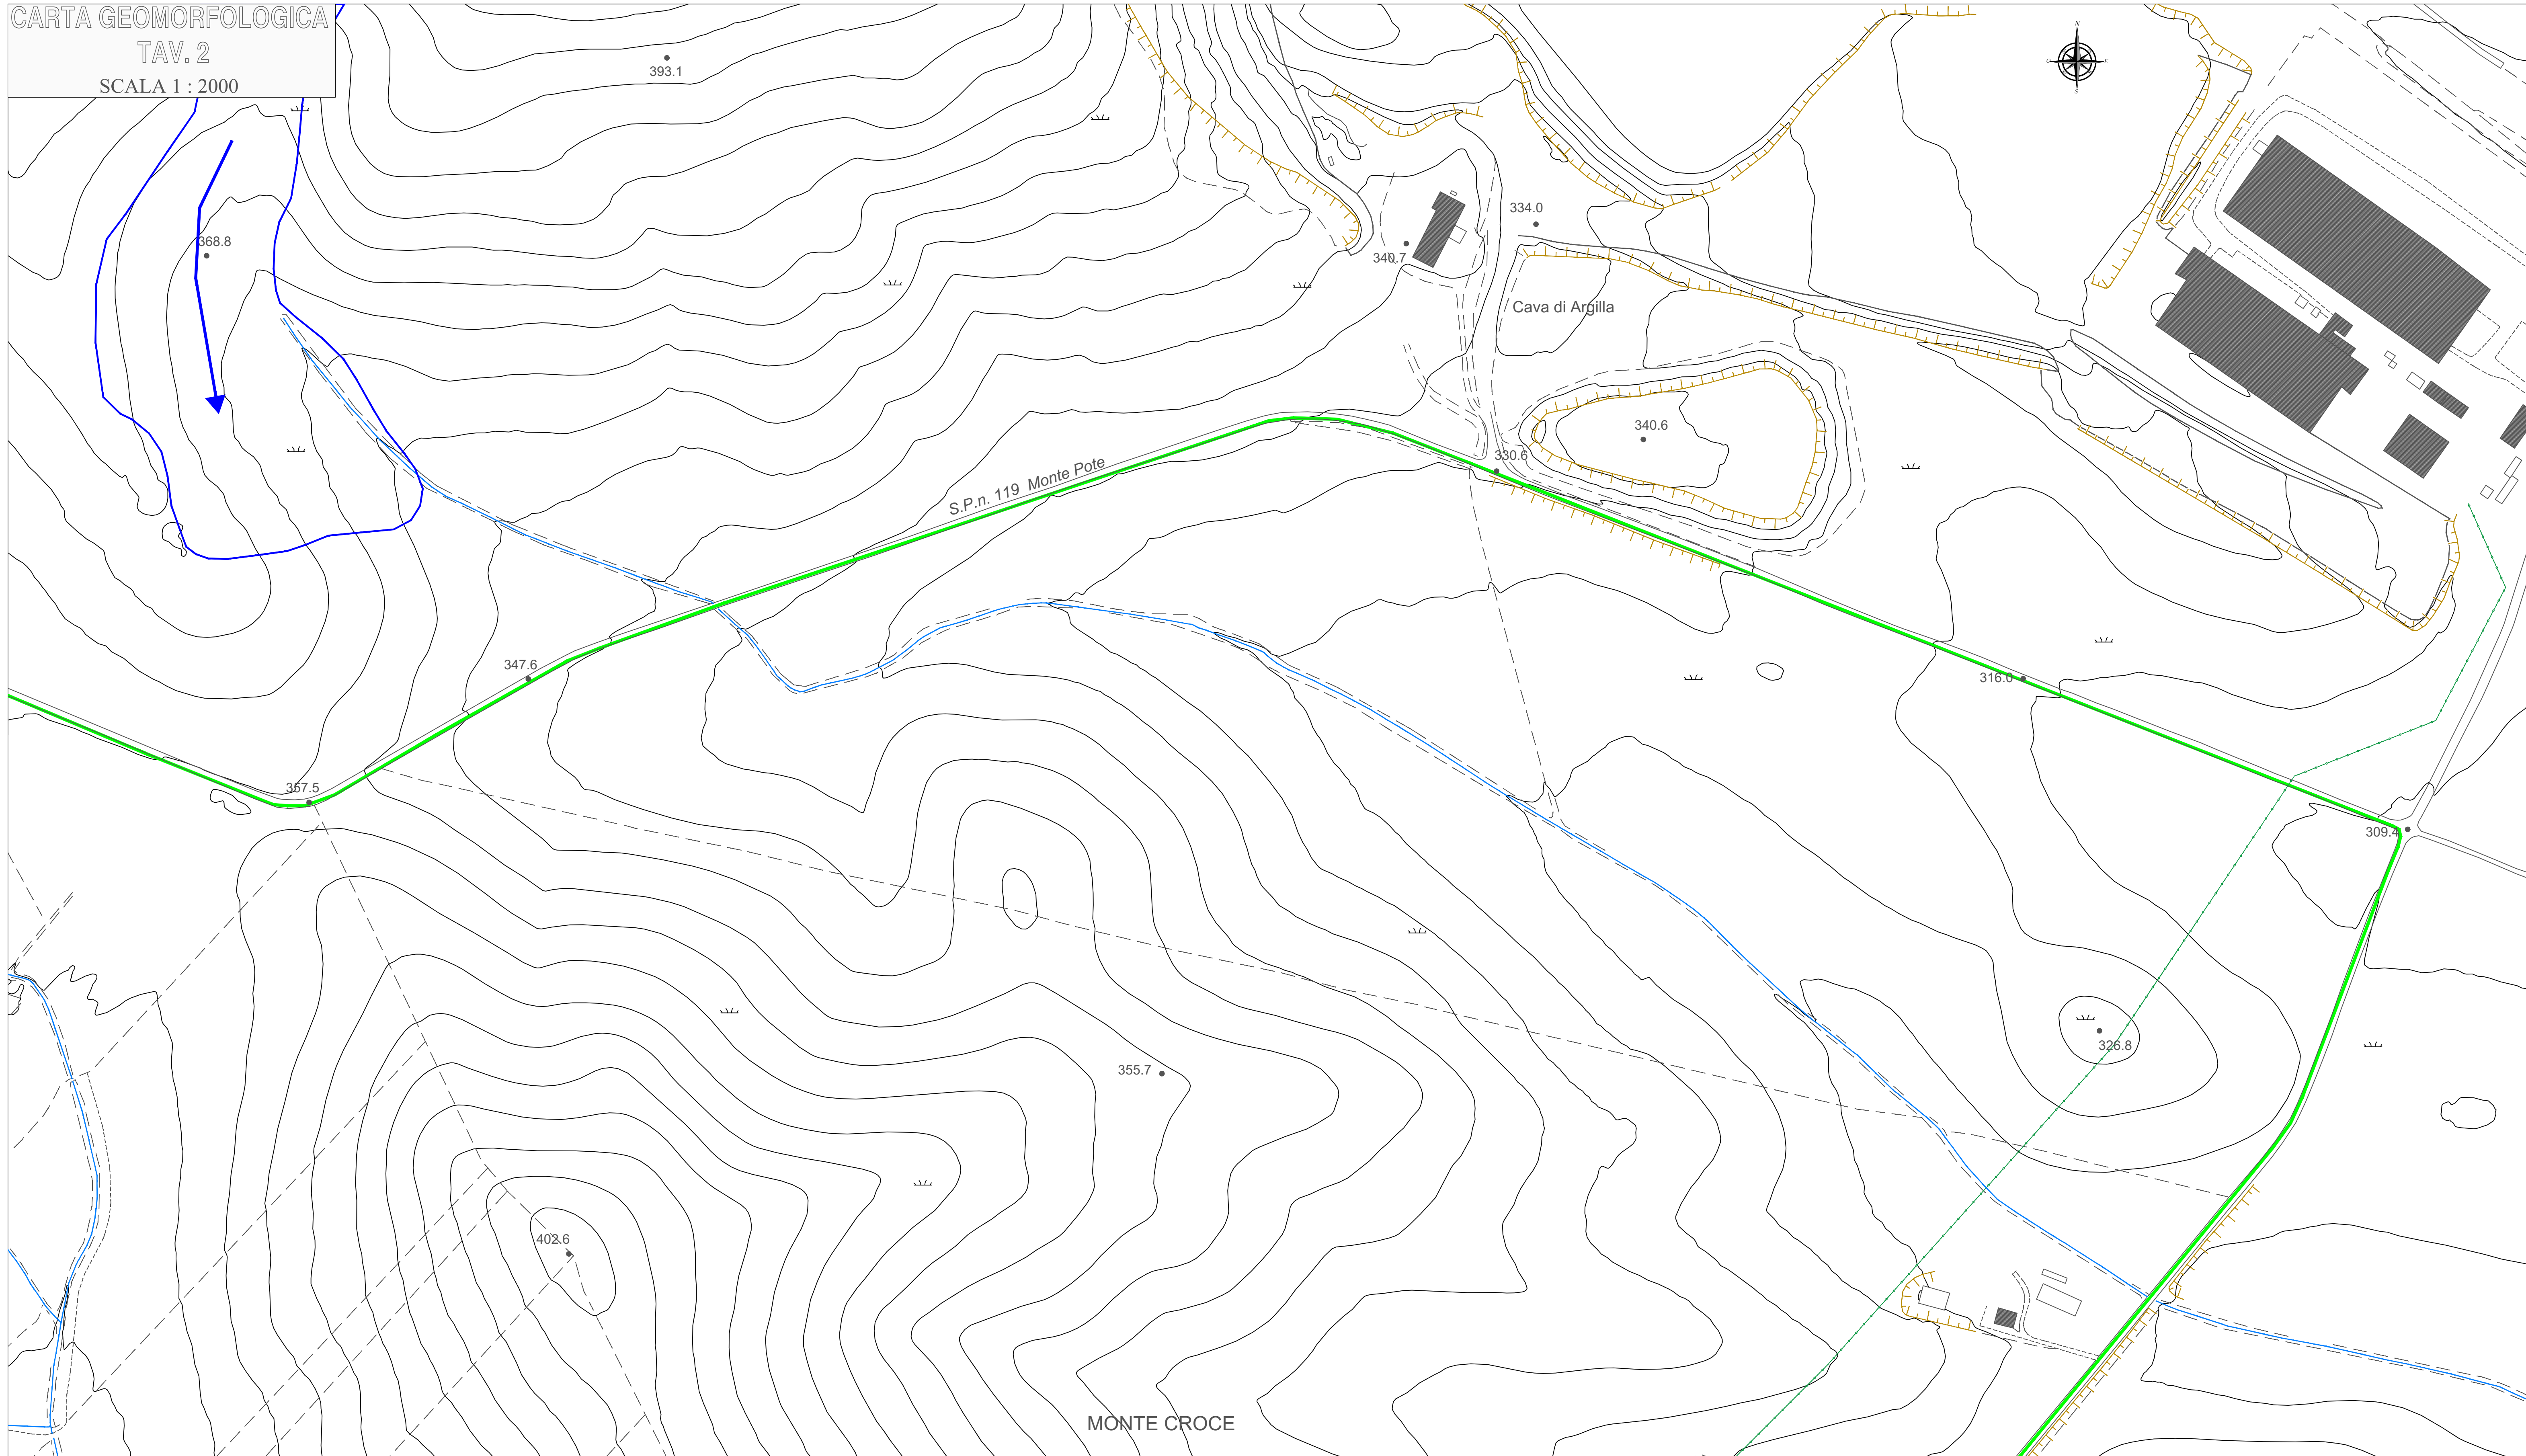 CARTA GEOMORFOLOGICA
TAV. 2
SCALA 1 : 2000
393.1
N
O
E
S
368.8
334.0
340.7
Cava di Argilla
340.6
330.6
S.P.n. 119 Monte Pote
347.6
316.0
357.5
309.4
326.8
355.7
402.6
MONTE CROCE